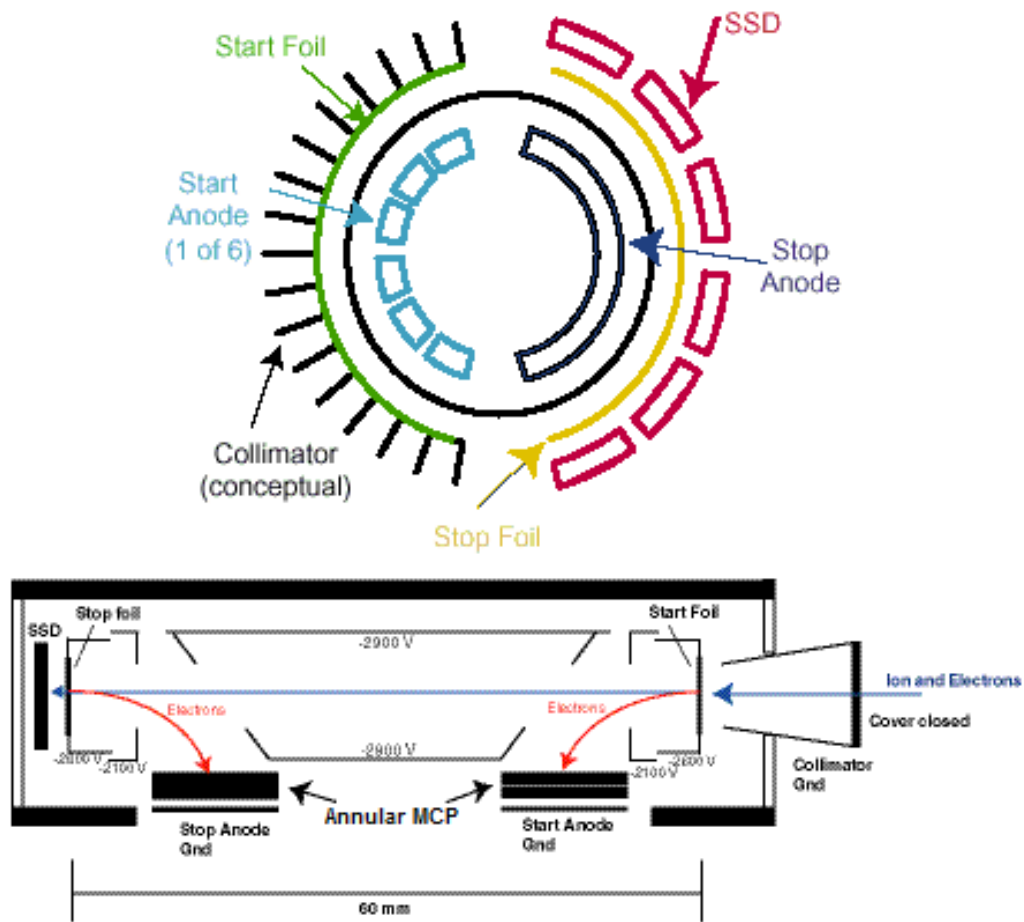 Start Foil
SSD
Start
Anode
(1 of 6)
Stop
Anode
Collimator
(conceptual)
Stop Foil
Stop foil
Start Foil
SSD
-2900 V
Ion and Electrons
Electrons
Electrons
Cover closed
-2900 V
-2600 V
-2100 V
-2100 V
-2600 V
Collimator
Gnd
Annular MCP
Stop Anode
Gnd
Start Anode
Gnd
60 mm